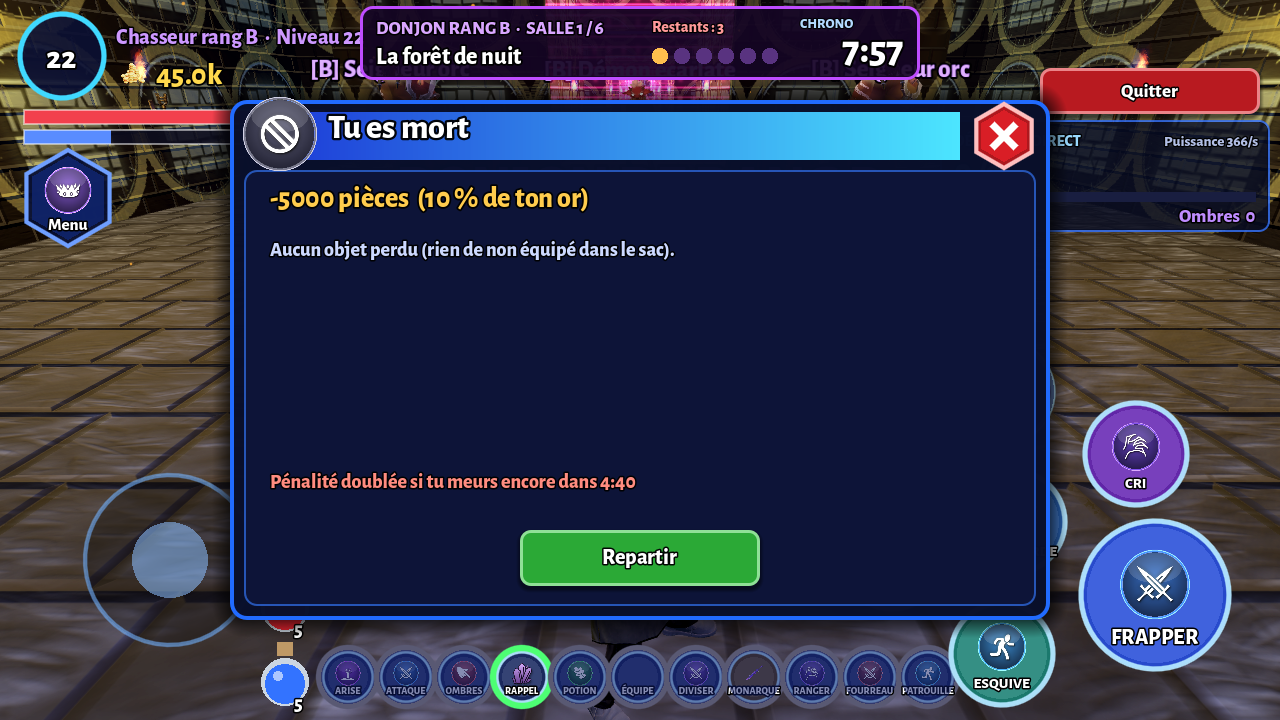 22
Chasseur rang B · Niveau 22
45.0k
DONJON RANG B · SALLE 1 / 6
La forêt de nuit
Restants : 3
CHRONO
7:57
[B]
[B]
Quitter
Puissance 366/s
Ombres 0
Menu
Tu es mort
-5000 pièces (10 % de ton or)
Aucun objet perdu (rien de non équipé dans le sac).
Pénalité doublée si tu meurs encore dans 4:40
Repartir
CRI
FRAPPER
ESQUIVE
5
5
ARISE
ATTAQUE
OMBRES
RAPPEL
POTION
ÉQUIPE
DIVISER
MONARQUE
RANGER
FOURREAU
PATROUILLE